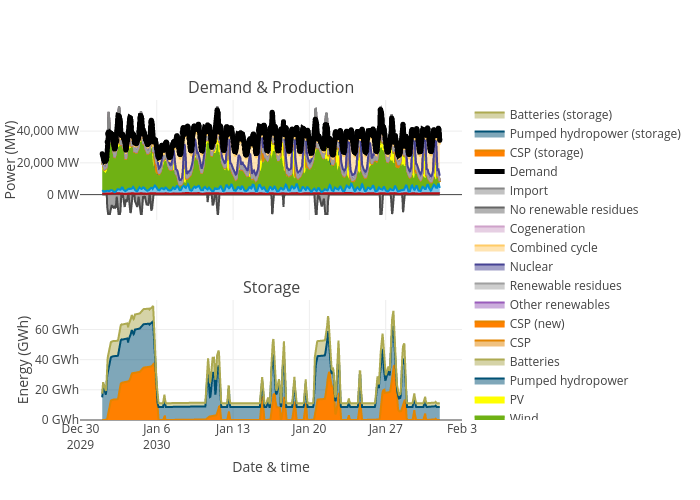 Demand & Production
Power (MW)
40,000 MW
20,000 MW
0 MW
Storage
Energy (GWh)
60 GWh
40 GWh
20 GWh
0 GWh
Dec 30
2029
Jan 6
2030
Jan 13
Jan 20
Jan 27
Feb 3
Date & time
Batteries (storage)
Pumped hydropower (storage)
CSP (storage)
Demand
Import
No renewable residues
Cogeneration
Combined cycle
Nuclear
Renewable residues
Other renewables
CSP (new)
CSP
Batteries
Pumped hydropower
PV
Wind